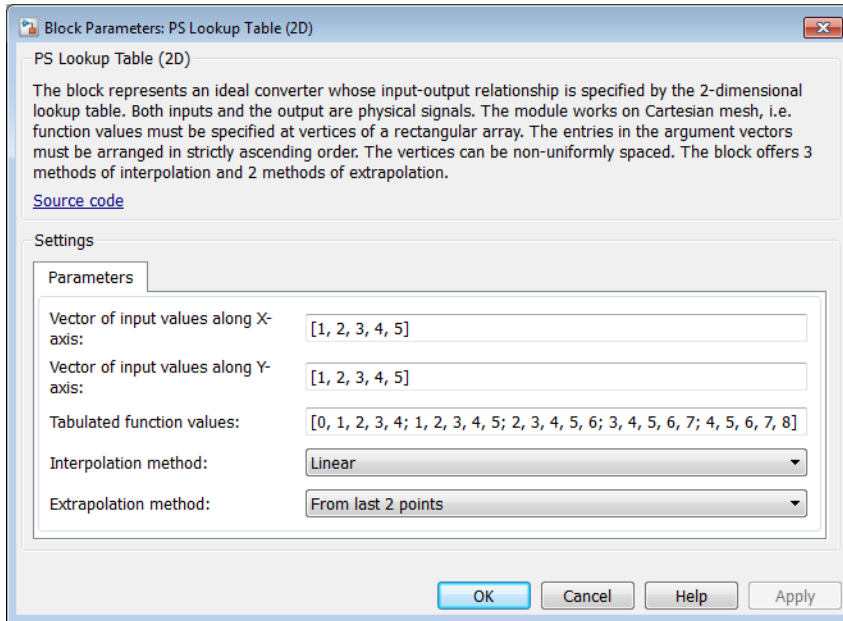 Block Parameters: PS Lookup Table (2D)
PS Lookup Table (2D)
The block represents an ideal converter whose input-output relationship is specified by the 2-dimensional
lookup table. Both inputs and the output are physical signals. The module works on Cartesian mesh, i.e.
function values must be specified at vertices of a rectangular array. The entries in the argument vectors
must be arranged in strictly ascending order. The vertices can be non-uniformly spaced. The block offers 3
methods of interpolation and 2 methods of extrapolation.
Source code
Settings
Parameters
Vector of input values along X-
axis:
[1, 2, 3, 4, 5]
Vector of input values along Y-
axis:
[1, 2, 3, 4, 5]
Tabulated function values:
[0, 1, 2, 3, 4; 1, 2, 3, 4, 5; 2, 3, 4, 5, 6; 3, 4, 5, 6, 7; 4, 5, 6, 7, 8]
Interpolation method:
Linear
Extrapolation method:
From last 2 points
OK
Cancel
Help
Apply